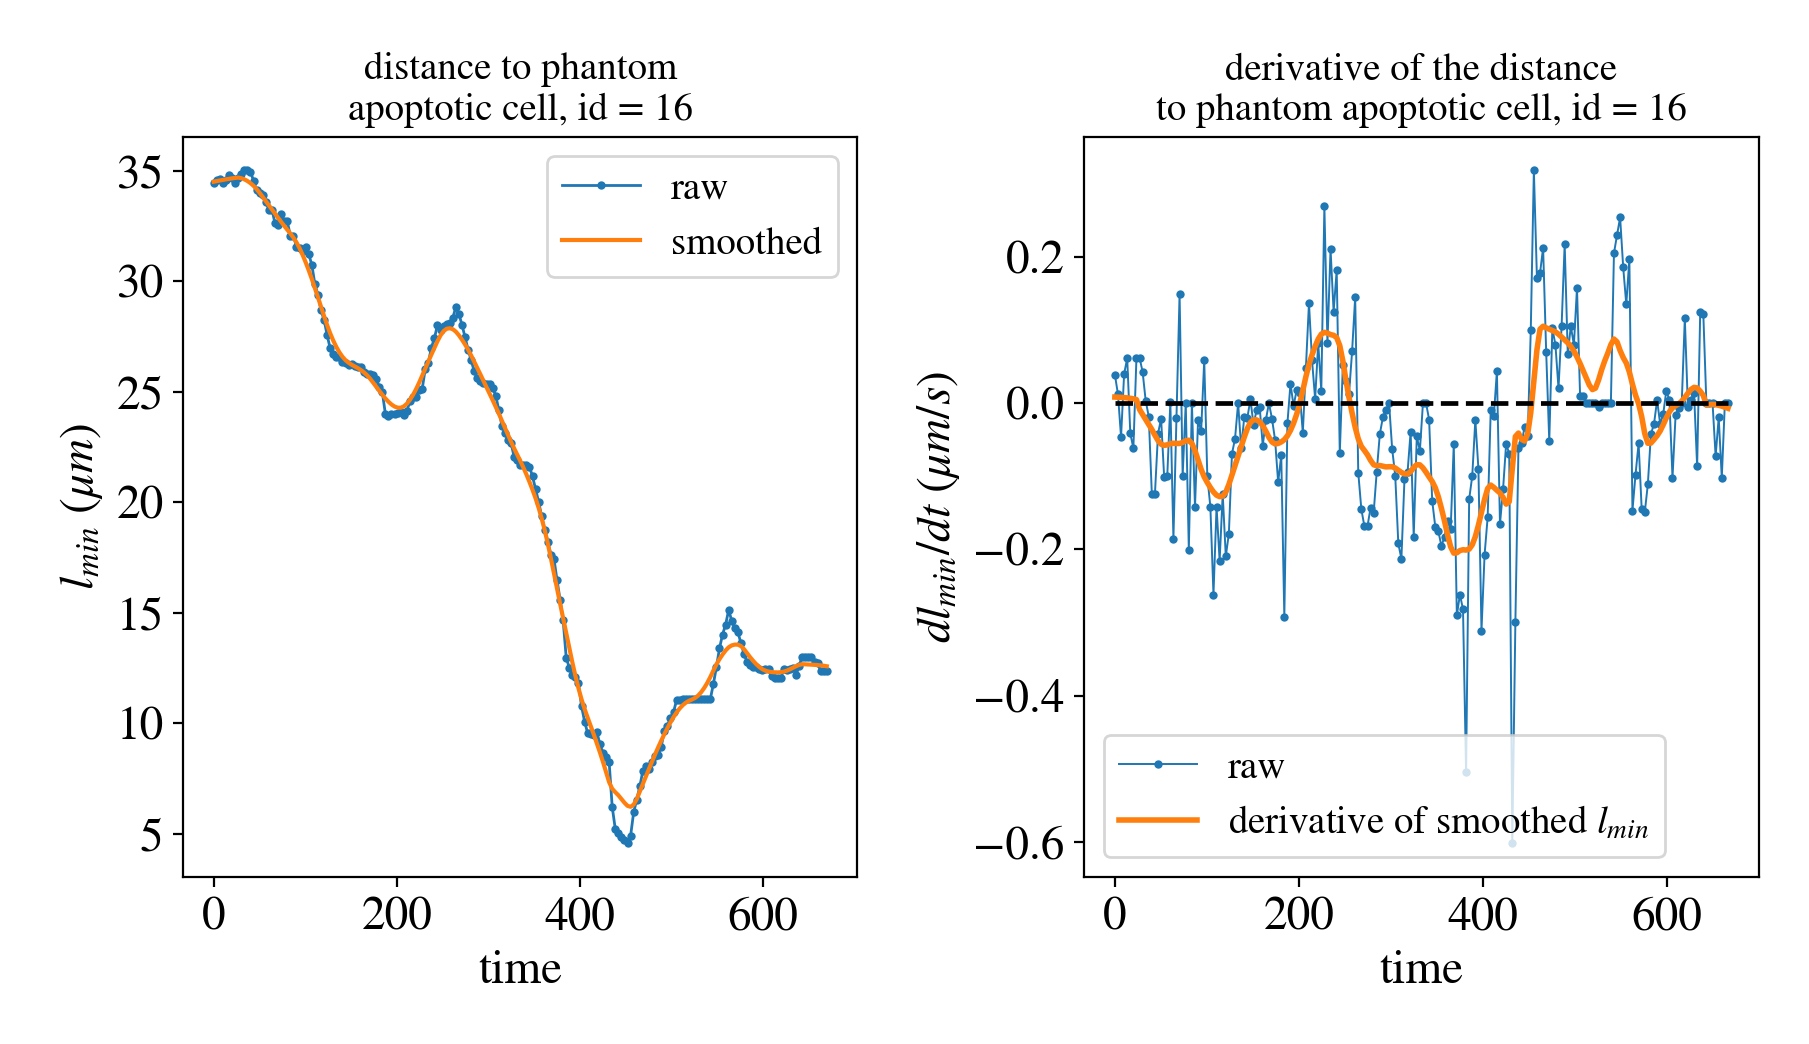 distance to phantom
apoptotic cell, id = 16
35
30
25
20
15
10
5
0
200
400
600
l_min (μm)
time
raw
smoothed
derivative of the distance
to phantom apoptotic cell, id = 16
0.2
0.0
−0.2
−0.4
−0.6
0
200
400
600
dl_min/dt (μm/s)
time
raw
derivative of smoothed l_min